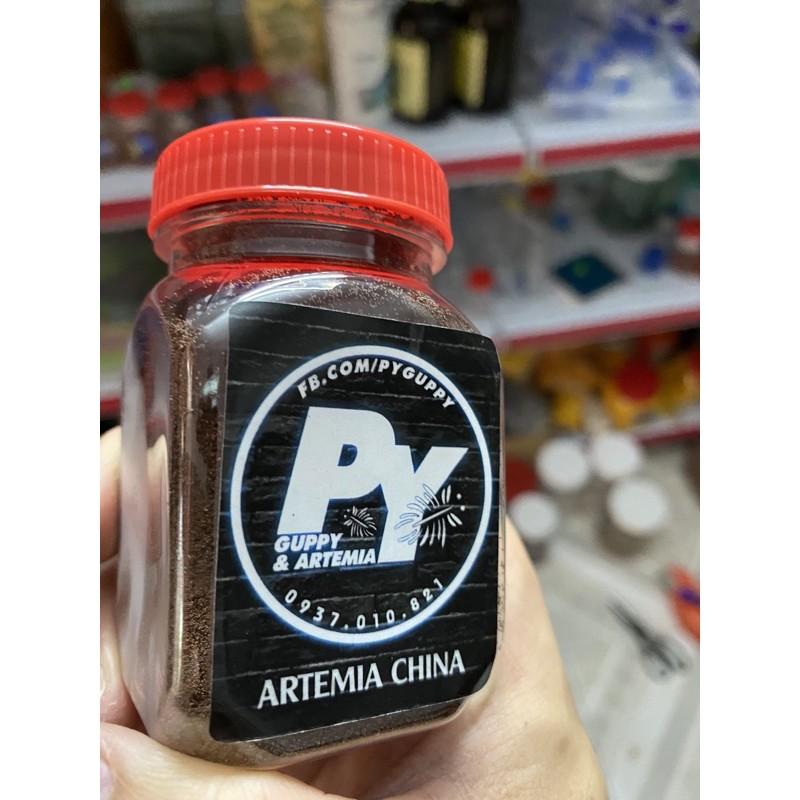 FB.COM/PYGUPPY
PY
GUPPY
& ARTEMIA
0937.010.821
ARTEMIA CHINA